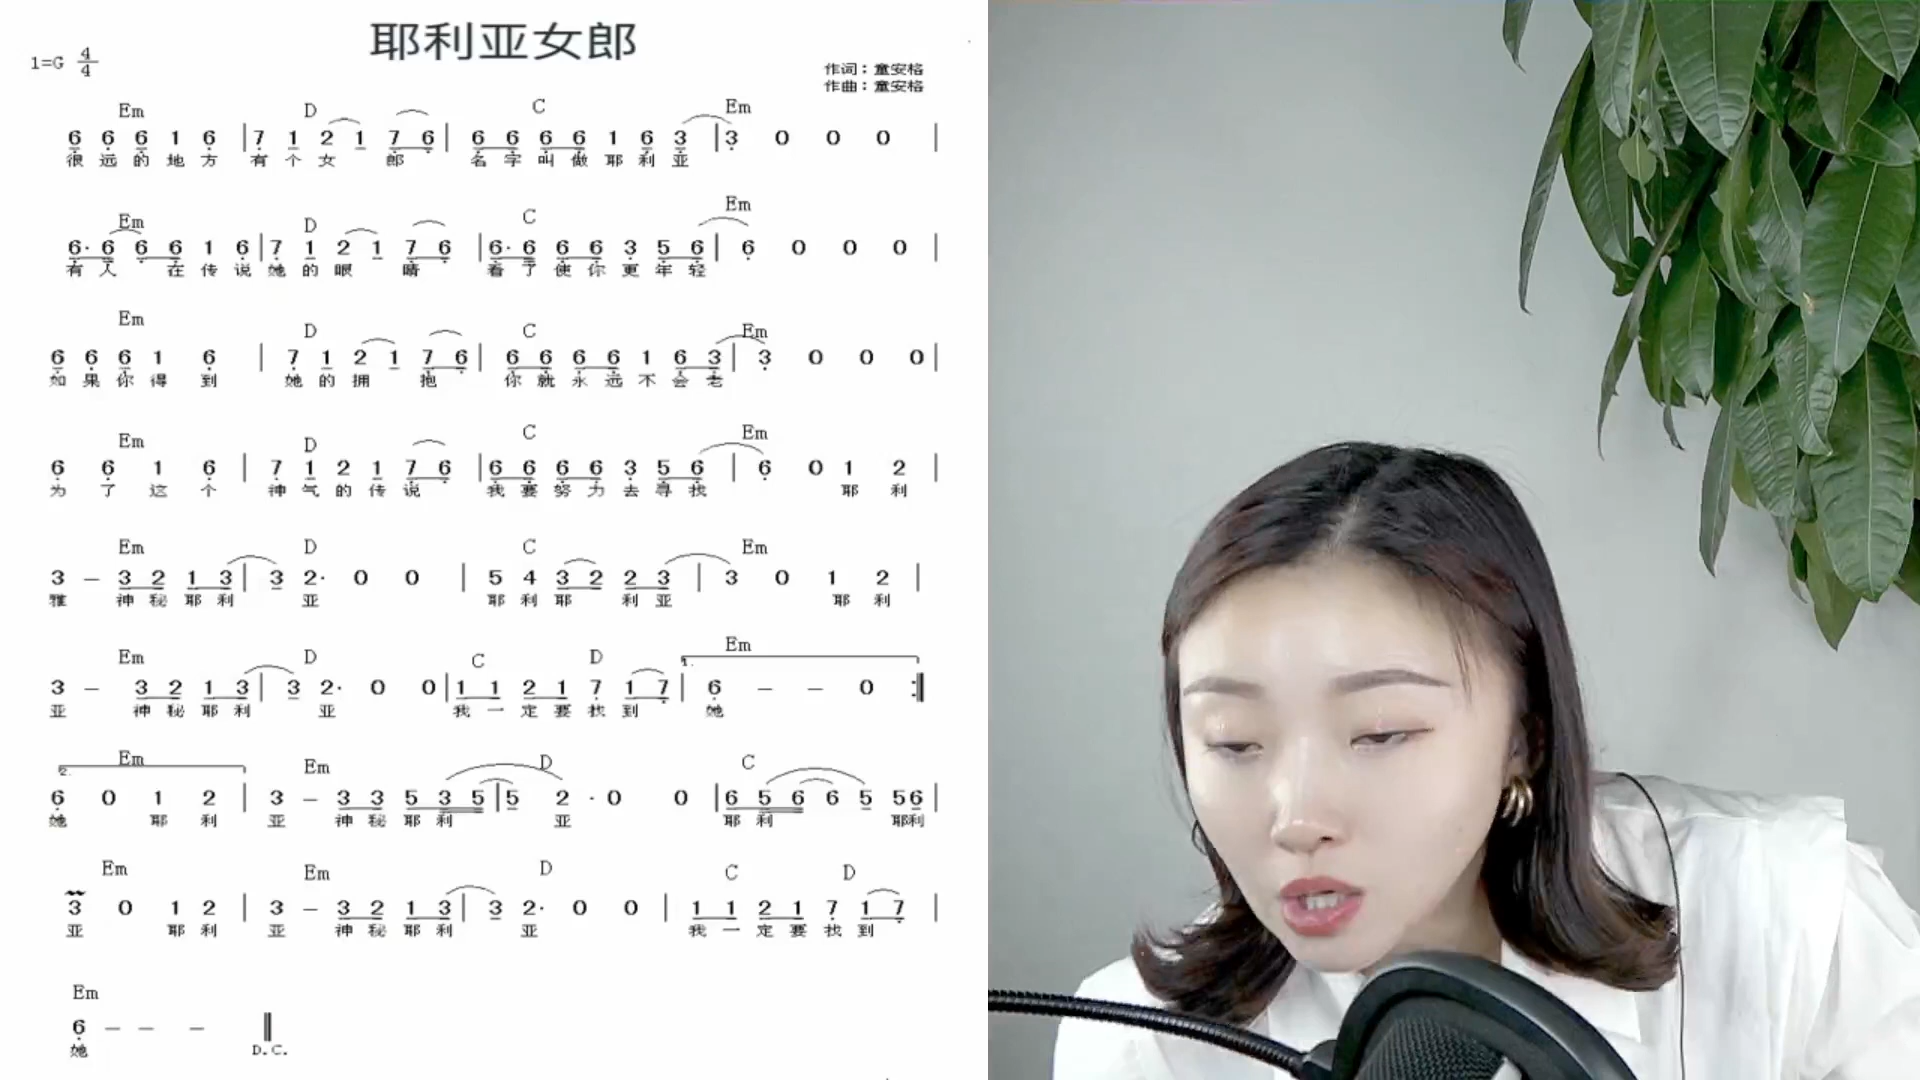 耶利亚女郎
1=G 4/4
作词：童安格
作曲：童安格
Em D C Em
6 6 6 1 6 | 7 1 2 1 7 6 | 6 6 6 6 1 6 3 | 3 0 0 0 |
很 远 的 地 方 有 个 女 郎 名 字 叫 做 耶 利 亚
Em D C Em
6· 6 6 6 1 6 | 7 1 2 1 7 6 | 6· 6 6 6 3 5 6 | 6 0 0 0 |
有 人 在 传 说 她 的 眼 睛 看 了 使 你 更 年 轻
Em D C Em
6 6 6 1 6 | 7 1 2 1 7 6 | 6 6 6 6 1 6 3 | 3 0 0 0 |
如 果 你 得 到 她 的 拥 抱 你 就 永 远 不 会 老
Em D C Em
6 6 1 6 | 7 1 2 1 7 6 | 6 6 6 6 3 5 6 | 6 0 1 2 |
为 了 这 个 神 气 的 传 说 我 要 努 力 去 寻 找 耶 利
Em D C Em
3 — 3 2 1 3 | 3 2· 0 0 | 5 4 3 2 2 3 | 3 0 1 2 |
雅 神 秘 耶 利 亚 耶 利 耶 利 亚 耶 利
Em D C D Em
1.
3 — 3 2 1 3 | 3 2· 0 0 | 1 1 2 1 7 1 7 | 6 — — 0 :|
亚 神 秘 耶 利 亚 我 一 定 要 找 到 她
Em Em D C
2.
6 0 1 2 | 3 — 3 3 5 3 5 | 5 2 · 0 0 | 6 5 6 6 5 5 6 |
她 耶 利 亚 神 秘 耶 利 亚 耶 利 耶 利
Em Em D C D
3 0 1 2 | 3 — 3 2 1 3 | 3 2· 0 0 | 1 1 2 1 7 1 7 |
亚 耶 利 亚 神 秘 耶 利 亚 我 一 定 要 找 到
Em
6 — — — ‖
她 D.C.